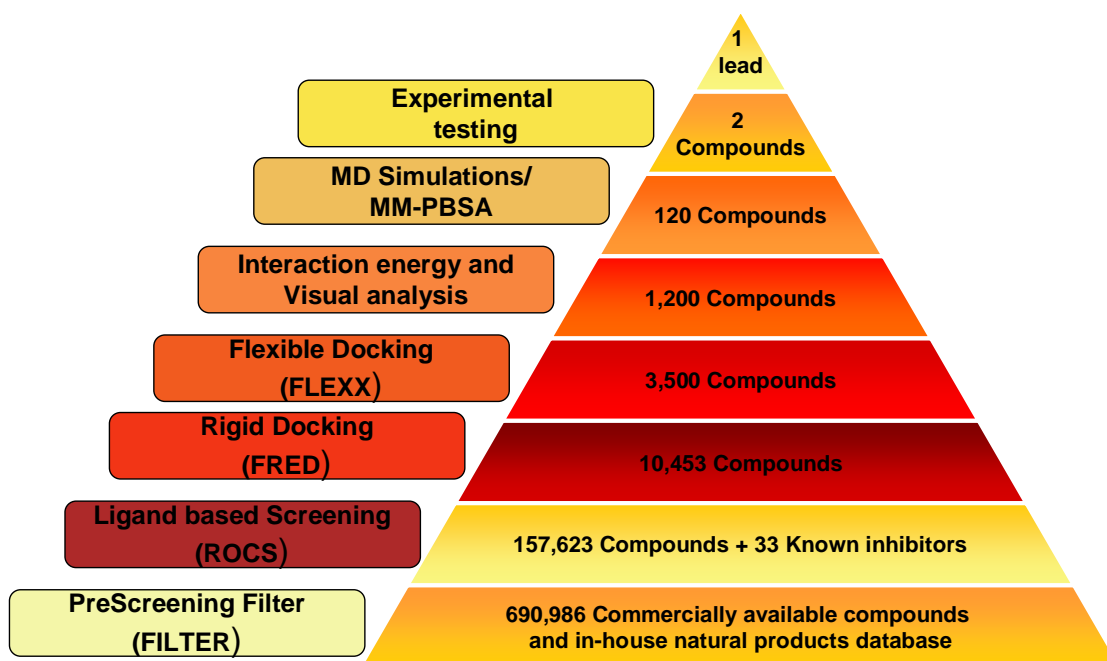 1
lead
Experimental
testing
2
Compounds
MD Simulations/
MM-PBSA
120 Compounds
Interaction energy and
Visual analysis
1,200 Compounds
Flexible Docking
(FLEXX)
3,500 Compounds
Rigid Docking
(FRED)
10,453 Compounds
Ligand based Screening
(ROCS)
157,623 Compounds + 33 Known inhibitors
PreScreening Filter
(FILTER)
690,986 Commercially available compounds
and in-house natural products database